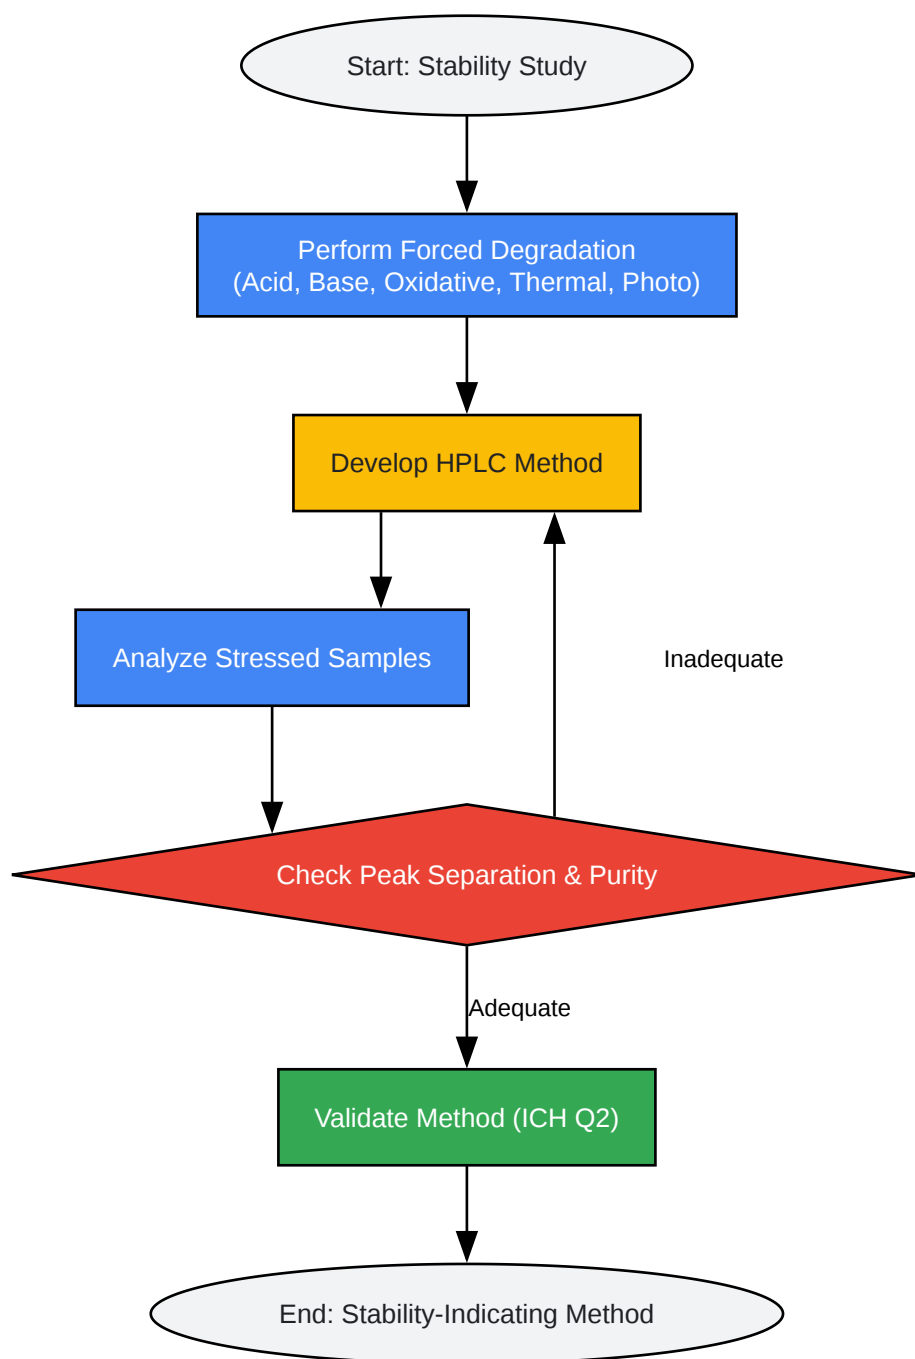 Start: Stability Study
Perform Forced Degradation
(Acid, Base, Oxidative, Thermal, Photo)
Develop HPLC Method
Analyze Stressed Samples
Inadequate
Check Peak Separation & Purity
Adequate
Validate Method (ICH Q2)
End: Stability-Indicating Method